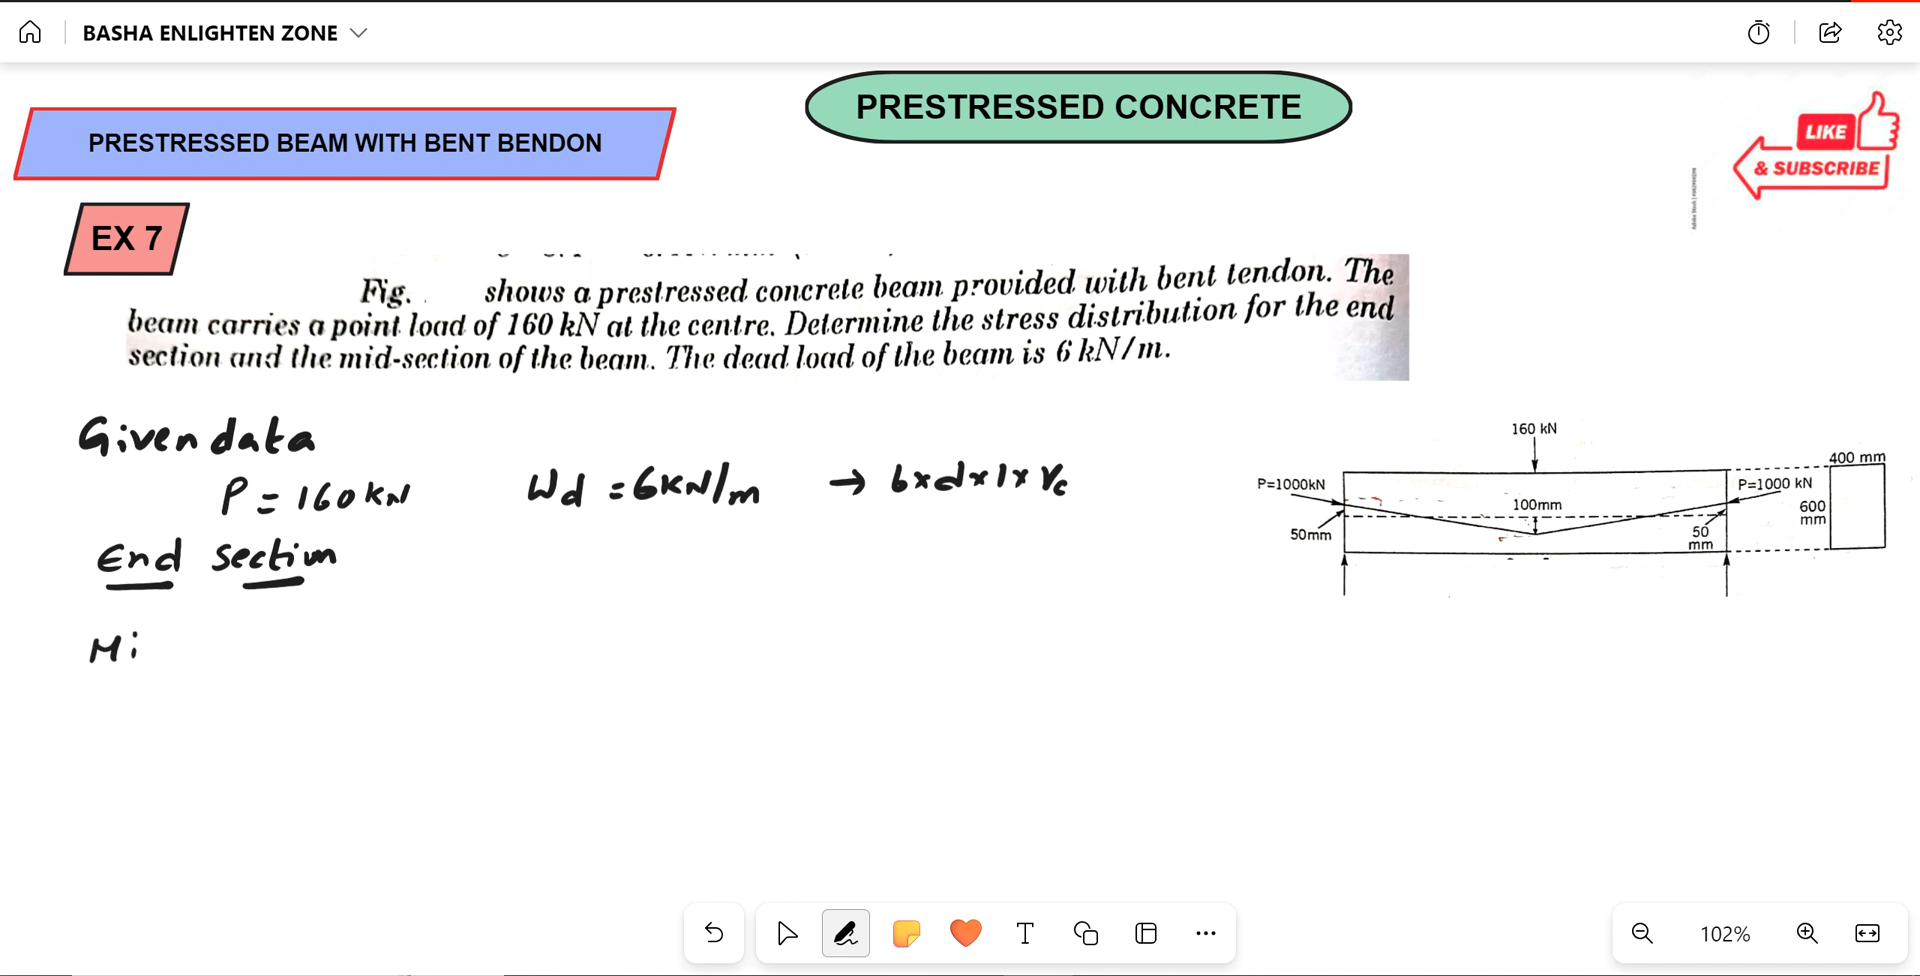 BASHA ENLIGHTEN ZONE
PRESTRESSED CONCRETE
PRESTRESSED BEAM WITH BENT BENDON
LIKE
& SUBSCRIBE
EX 7
Fig. shows a prestressed concrete beam provided with bent tendon. The
beam carries a point load of 160 kN at the centre. Determine the stress distribution for the end
section and the mid-section of the beam. The dead load of the beam is 6 kN/m.
Given data
P = 160 kN Wd = 6 kN/m → b×d×1×γc
End section
Mi
160 kN
400 mm
P=1000kN
P=1000 kN
100mm
600
mm
50mm
50
mm
102%